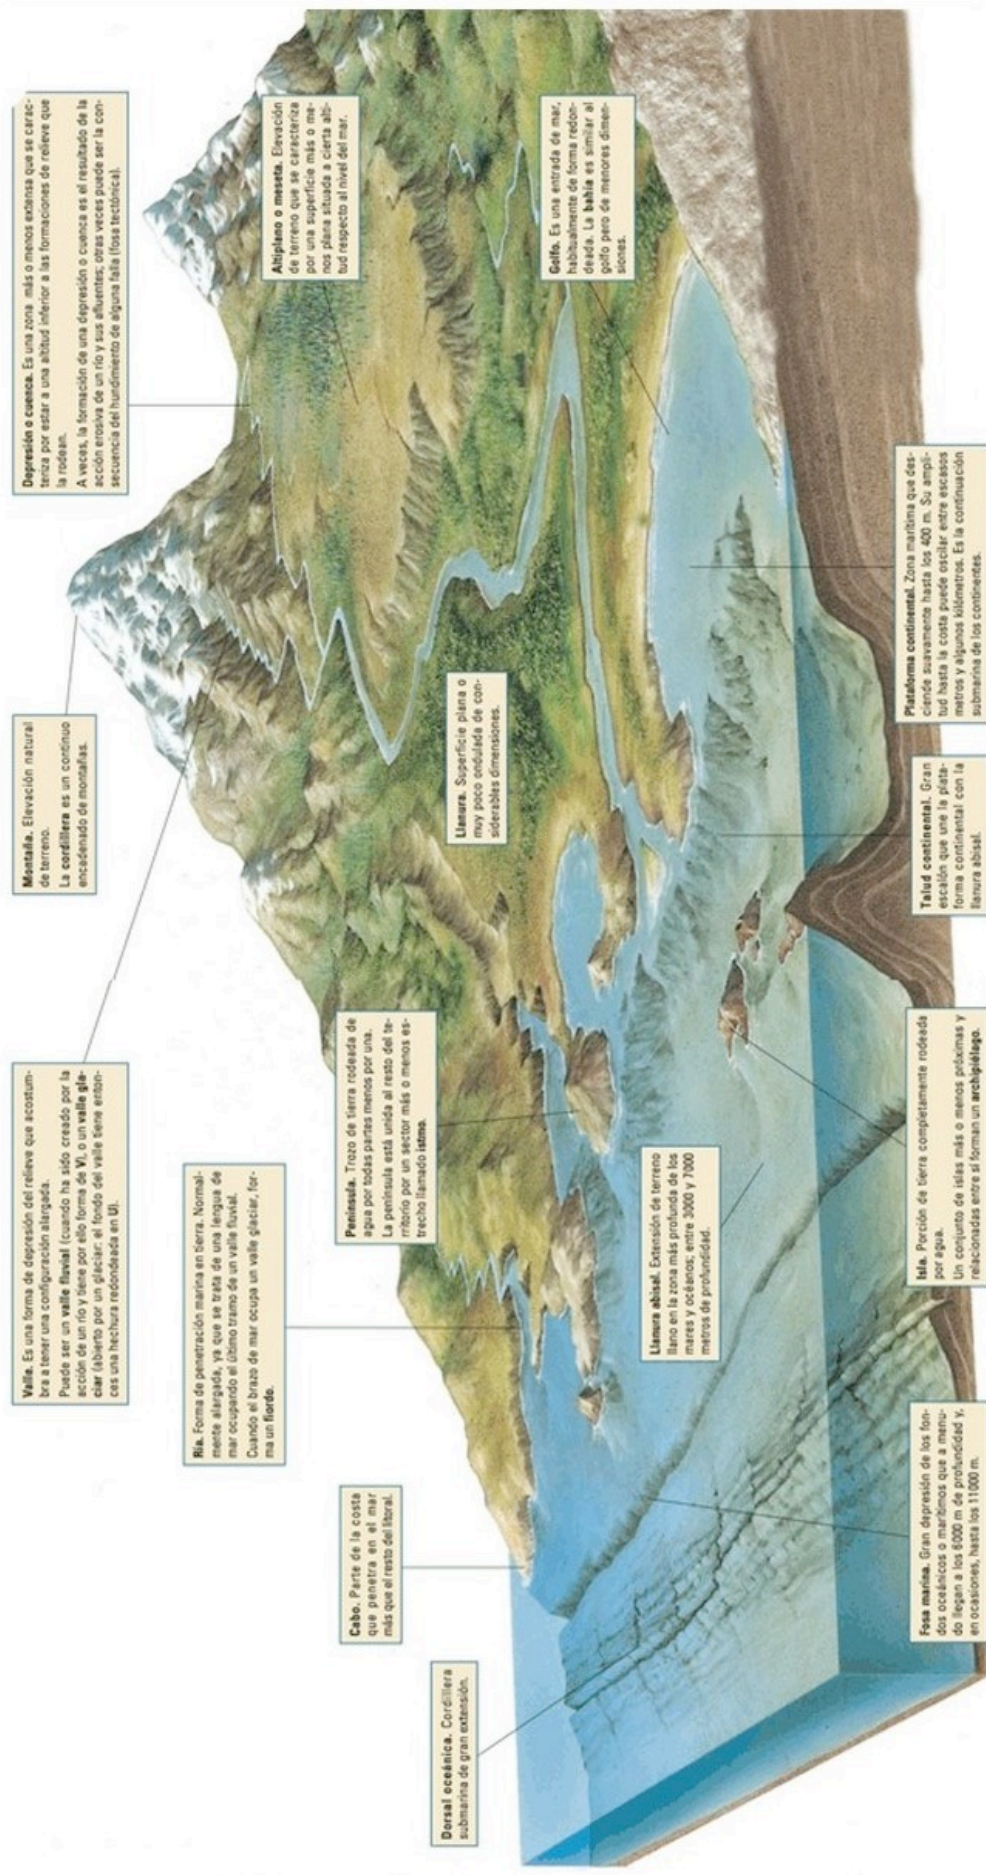 Valle. Es una forma de depresión del relieve que acostum-
bra a tener una configuración alargada.
Puede ser un valle fluvial (cuando ha sido creado por la
acción de un río y tiene por ello forma de V), o un valle gla-
ciar (abierto por un glaciar; el fondo del valle tiene enton-
ces una hechura redondeada en U).
Montaña. Elevación natural
de terreno.
La cordillera es un continuo
encadenado de montañas.
Depresión o cuenca. Es una zona más o menos extensa que se carac-
teriza por estar a una altitud inferior a las formaciones de relieve que
la rodean.
A veces, la formación de una depresión o cuenca es el resultado de la
acción erosiva de un río y sus afluentes; otras veces puede ser la con-
secuencia del hundimiento de alguna falla (fosa tectónica).
Ría. Forma de penetración marina en tierra. Normal-
mente alargada, ya que se trata de una lengua de
mar ocupando el último tramo de un valle fluvial.
Cuando el brazo de mar ocupa un valle glaciar, for-
ma un fiordo.
Altiplano o meseta. Elevación
de terreno que se caracteriza
por una superficie más o me-
nos plana situada a cierta alti-
tud respecto al nivel del mar.
Cabo. Parte de la costa
que penetra en el mar
más que el resto del litoral.
Península. Trozo de tierra rodeada de
agua por todas partes menos por una.
La península está unida al resto del te-
rritorio por un sector más o menos es-
trecho llamado istmo.
Llanura. Superficie plana o
muy poco ondulada de con-
siderables dimensiones.
Golfo. Es una entrada de mar,
habitualmente de forma redon-
deada. La bahía es similar al
golfo pero de menores dimen-
siones.
Dorsal oceánica. Cordillera
submarina de gran extensión.
Llanura abisal. Extensión de terreno
llano en la zona más profunda de los
mares y océanos; entre 3000 y 7000
metros de profundidad.
Fosa marina. Gran depresión de los fon-
dos oceánicos o marítimos que a menu-
do llegan a los 6000 m de profundidad y,
en ocasiones, hasta los 11000 m.
Isla. Porción de tierra completamente rodeada
por agua.
Un conjunto de islas más o menos próximas y
relacionadas entre sí forman un archipiélago.
Talud continental. Gran
escalón que une la plata-
forma continental con la
llanura abisal.
Plataforma continental. Zona marítima que des-
ciende suavemente hasta los 400 m. Su ampli-
tud hasta la costa puede oscilar entre escasos
metros y algunos kilómetros. Es la continuación
submarina de los continentes.